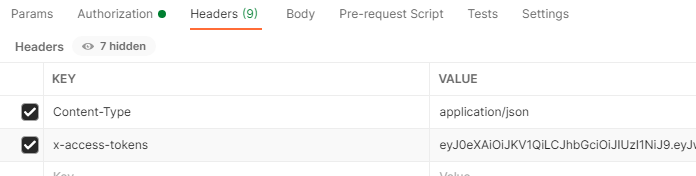 Params Authorization Headers (9) Body Pre-request Script Tests Settings
Headers 7 hidden
KEY VALUE
Content-Type application/json
x-access-tokens eyJ0eXAiOiJKV1QiLCJhbGciOiJIUzI1NiJ9.eyJv
Key Value